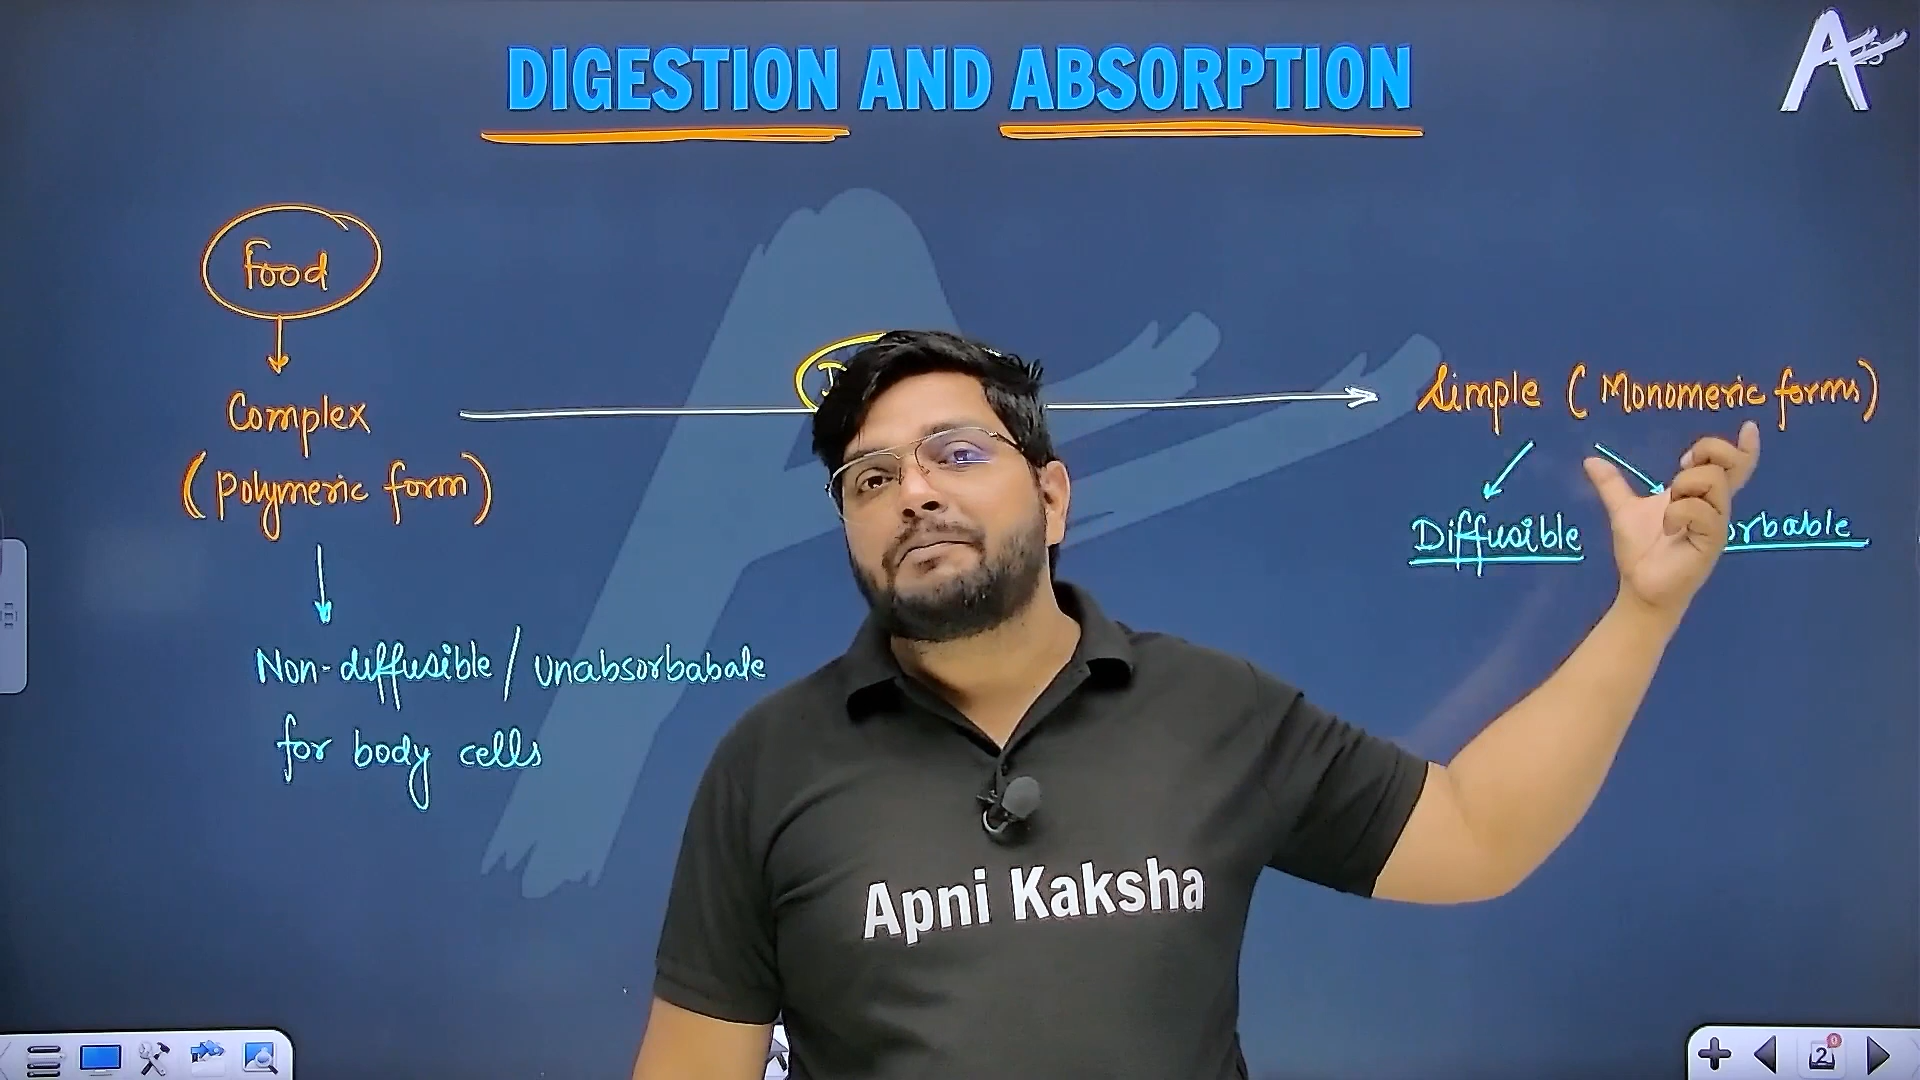 DIGESTION AND ABSORPTION
food
Complex
(Polymeric form)
Simple (Monomeric forms)
Diffusible
Non-diffusible / unabsorbabale
for body cells
Apni Kaksha
2